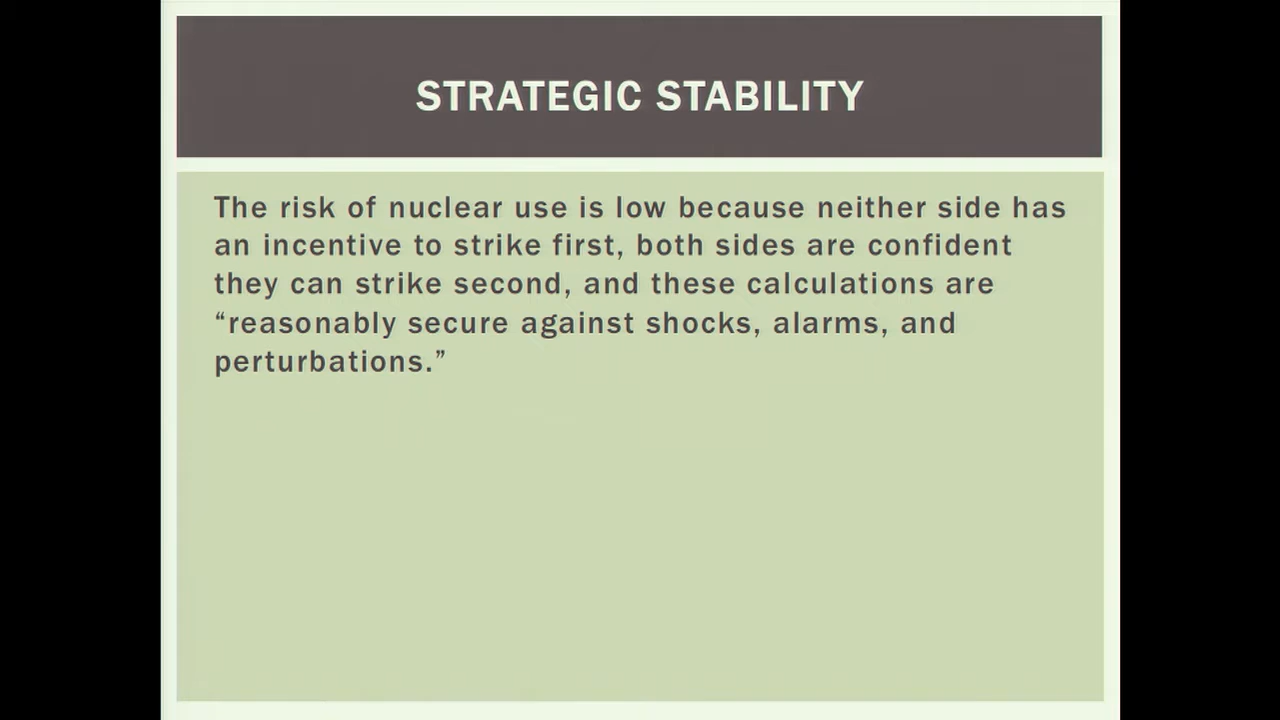 STRATEGIC STABILITY
The risk of nuclear use is low because neither side has
an incentive to strike first, both sides are confident
they can strike second, and these calculations are
“reasonably secure against shocks, alarms, and
perturbations.”